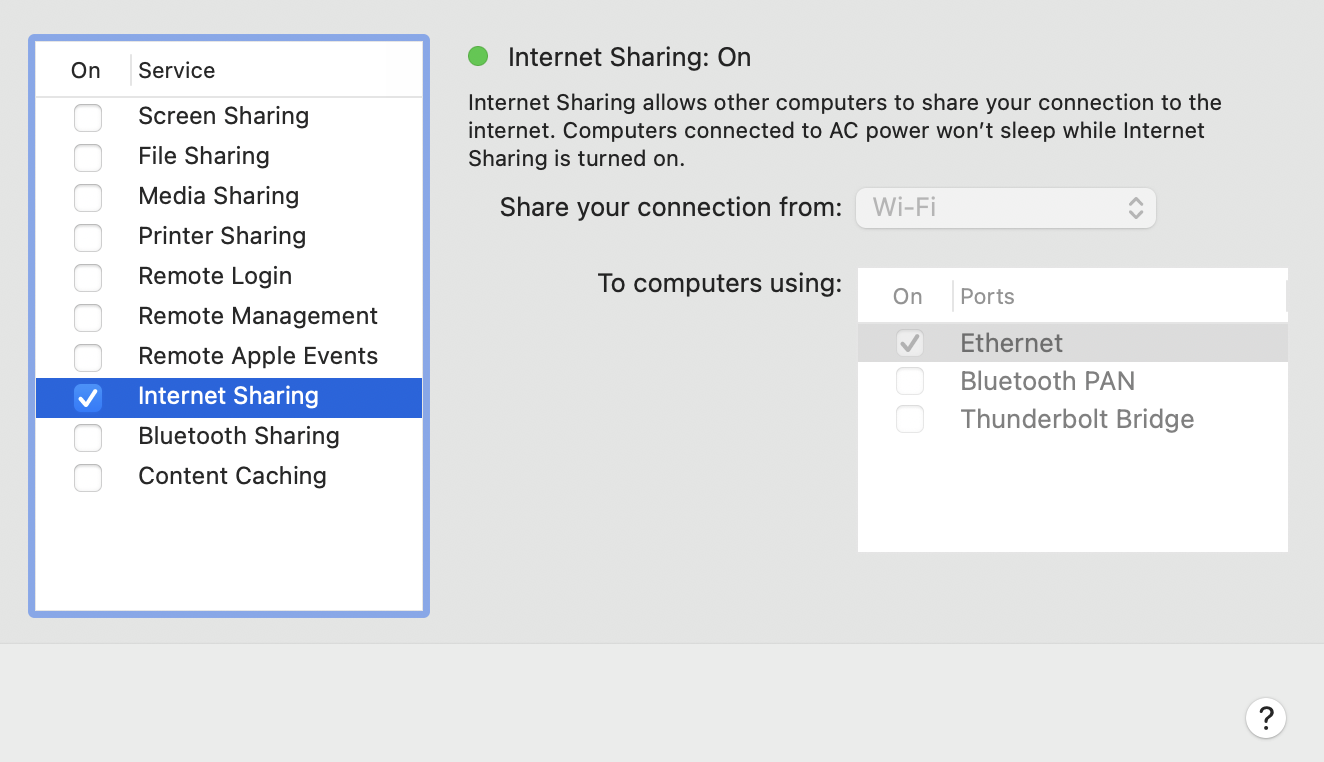 On Service
Screen Sharing
File Sharing
Media Sharing
Printer Sharing
Remote Login
Remote Management
Remote Apple Events
Internet Sharing
Bluetooth Sharing
Content Caching
Internet Sharing: On
Internet Sharing allows other computers to share your connection to the
internet. Computers connected to AC power won’t sleep while Internet
Sharing is turned on.
Share your connection from: Wi-Fi
To computers using:
On Ports
Ethernet
Bluetooth PAN
Thunderbolt Bridge
?